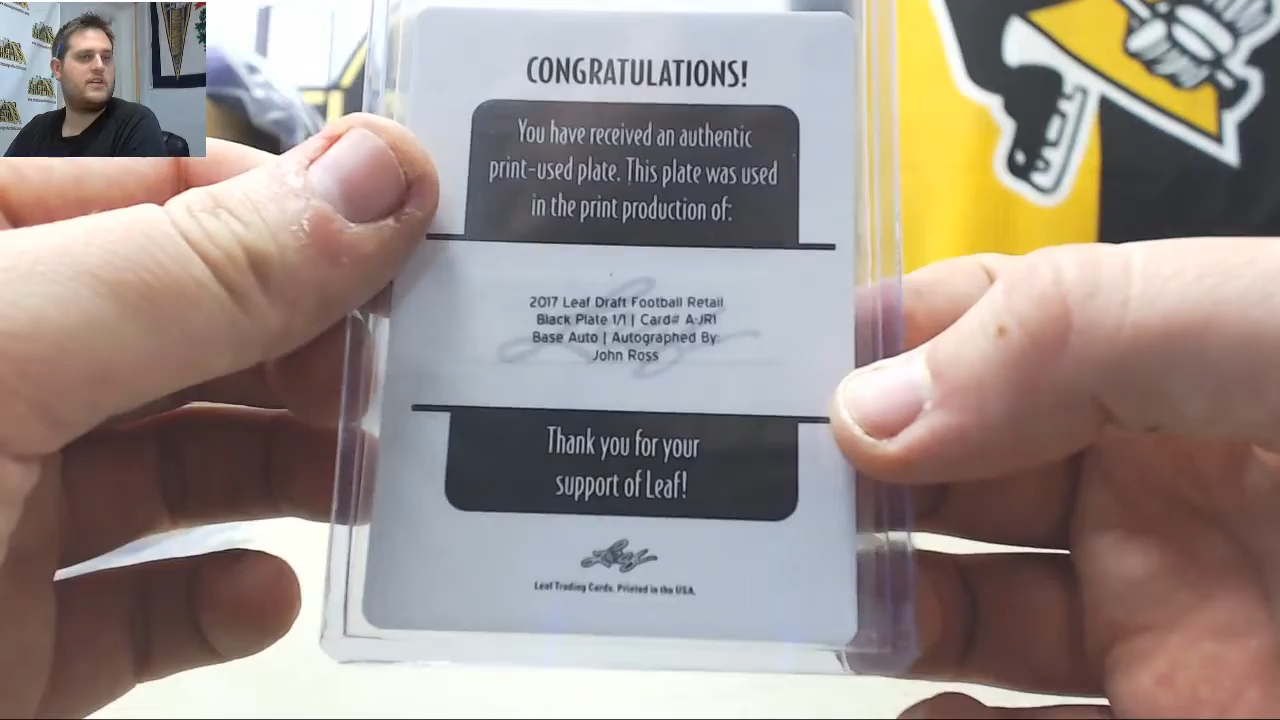 CONGRATULATIONS!
You have received an authentic
print-used plate. This plate was used
in the print production of:
2017 Leaf Draft Football Retail
Black Plate 1/1 | Card# A-JR1
Base Auto | Autographed By:
John Ross
Thank you for your
support of Leaf!
Leaf
Leaf Trading Cards. Printed in the USA.